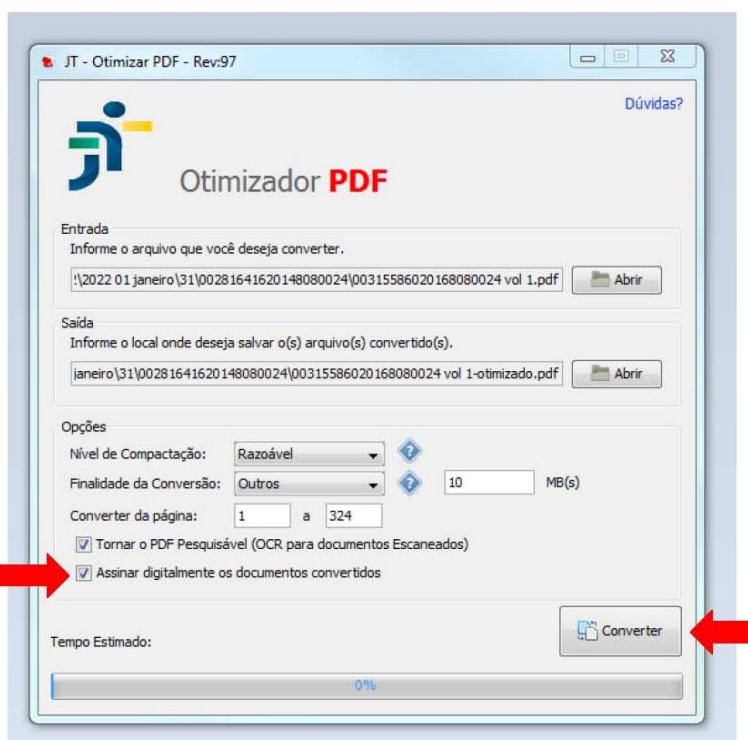 JT - Otimizar PDF - Rev:97
Dúvidas?
Otimizador PDF
Entrada
Informe o arquivo que você deseja converter.
!\2022 01 janeiro\31\00281641620148080024\00315586020168080024 vol 1.pdf Abrir
Saída
Informe o local onde deseja salvar o(s) arquivo(s) convertido(s).
janeiro\31\00281641620148080024\00315586020168080024 vol 1-otimizado.pdf Abrir
Opções
Nível de Compactação: Razoável
Finalidade da Conversão: Outros 10 MB(s)
Converter da página: 1 a 324
Tornar o PDF Pesquisável (OCR para documentos Escaneados)
Assinar digitalmente os documentos convertidos
Converter
Tempo Estimado:
0%